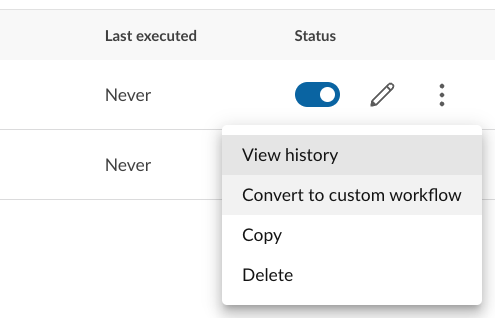 Last executed Status
Never
Never
View history
Convert to custom workflow
Copy
Delete